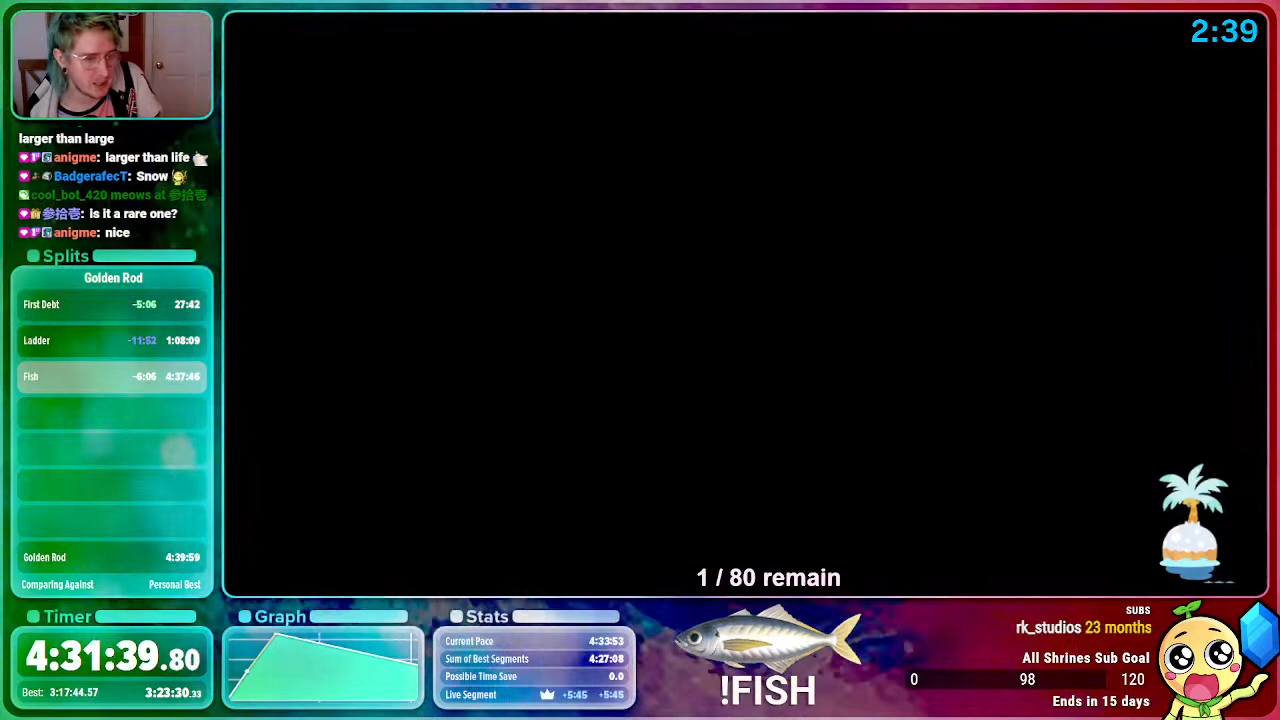 2:39
larger than large
anigme: larger than life
BadgerafecT: Snow
cool_bot_420 meows at 参拾壱
参拾壱: is it a rare one?
anigme: nice
Splits
Golden Rod
First Debt -5:06 27:42
Ladder -11:52 1:08:09
Fish -6:06 4:37:46
Golden Rod 4:39:59
Comparing Against Personal Best
1 / 80 remain
Timer
4:31:39.80
Best: 3:17:44.57 3:23:30.33
Graph
Stats
Current Pace 4:33:53
Sum of Best Segments 4:27:08
Possible Time Save 0.0
Live Segment +5:45 +5:45
!FISH
SUBS
rk_studios 23 months
All Shrines Sub Goal
0 98 120
Ends in 15 days